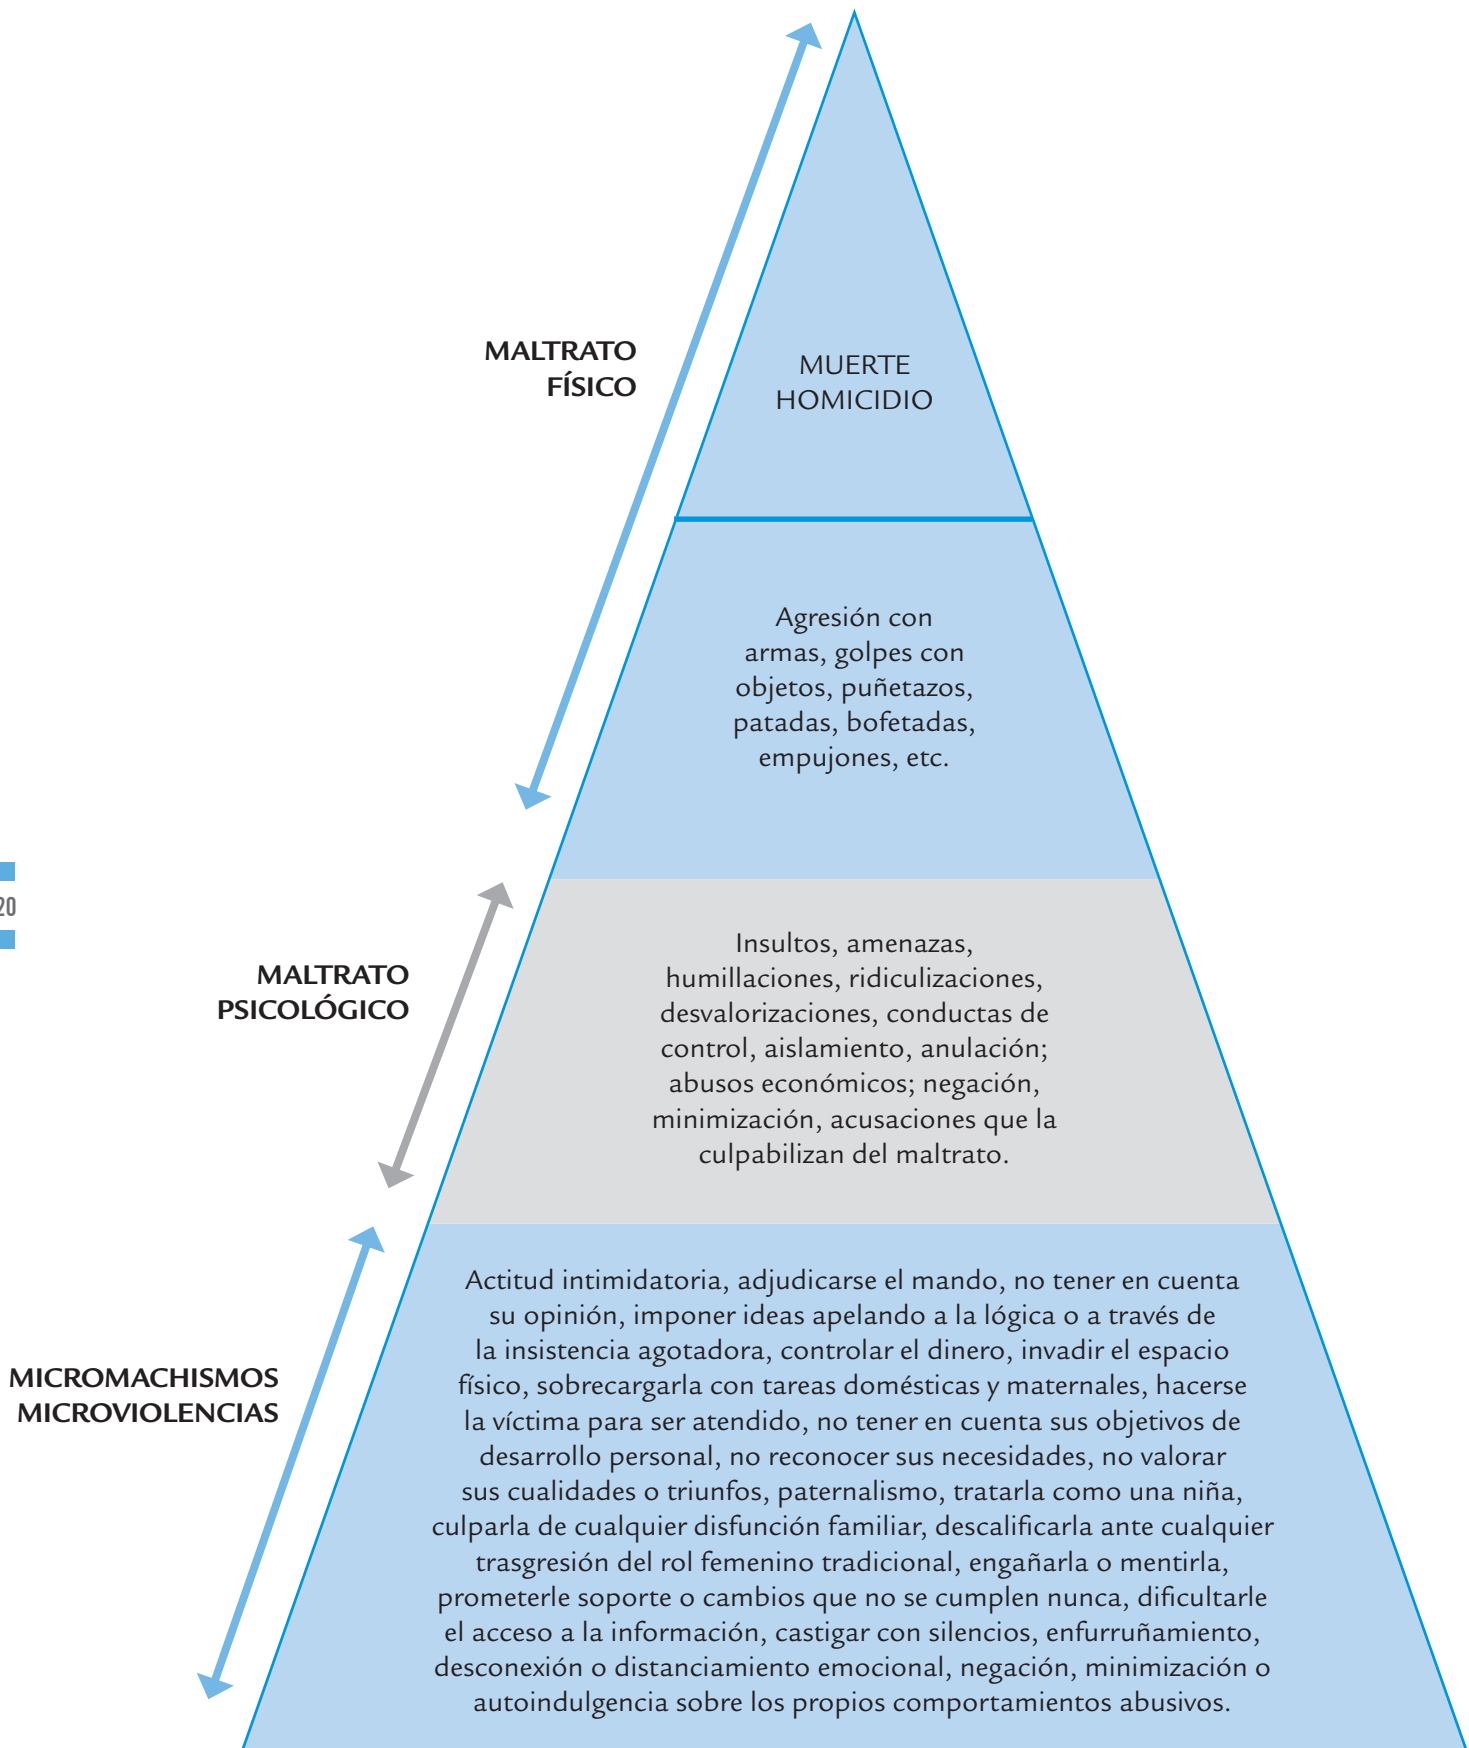 MALTRATO
FÍSICO
MUERTE
HOMICIDIO
Agresión con
armas, golpes con
objetos, puñetazos,
patadas, bofetadas,
empujones, etc.
20
MALTRATO
PSICOLÓGICO
Insultos, amenazas,
humillaciones, ridiculizaciones,
desvalorizaciones, conductas de
control, aislamiento, anulación;
abusos económicos; negación,
minimización, acusaciones que la
culpabilizan del maltrato.
MICROMACHISMOS
MICROVIOLENCIAS
Actitud intimidatoria, adjudicarse el mando, no tener en cuenta
su opinión, imponer ideas apelando a la lógica o a través de
la insistencia agotadora, controlar el dinero, invadir el espacio
físico, sobrecargarla con tareas domésticas y maternales, hacerse
la víctima para ser atendido, no tener en cuenta sus objetivos de
desarrollo personal, no reconocer sus necesidades, no valorar
sus cualidades o triunfos, paternalismo, tratarla como una niña,
culparla de cualquier disfunción familiar, descalificarla ante cualquier
trasgresión del rol femenino tradicional, engañarla o mentirla,
prometerle soporte o cambios que no se cumplen nunca, dificultarle
el acceso a la información, castigar con silencios, enfurruñamiento,
desconexión o distanciamiento emocional, negación, minimización o
autoindulgencia sobre los propios comportamientos abusivos.